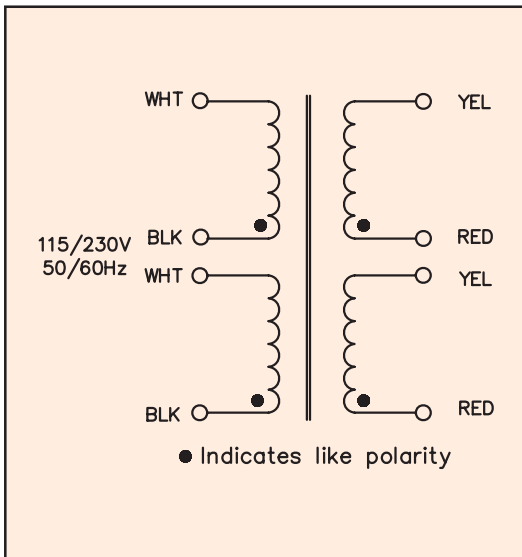 WHT YEL
BLK RED
115/230V
50/60Hz
WHT YEL
BLK RED
Indicates like polarity